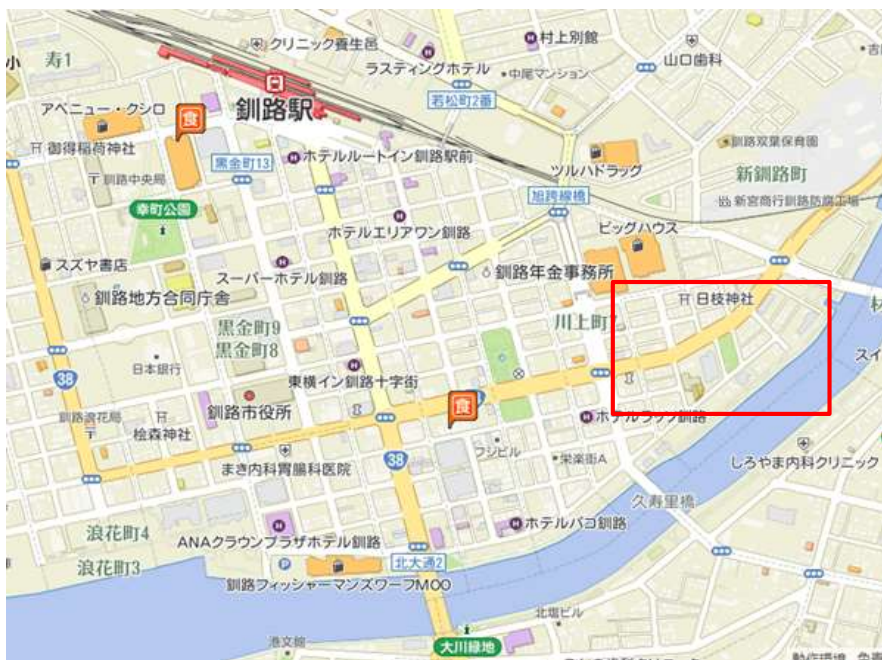 クリニック養生邑
村上別館
山口歯科
寿1
ラスティングホテル
中尾マンション
アベニュー・クシロ
食
釧路駅
若松町2番
御得稲荷神社
黒金町13
ホテルルートイン釧路駅前
ツルハドラッグ
釧路双葉保育園
新釧路町
〒釧路中央局
旭跨線橋
新宮商行釧路防腐工場
幸町公園
ホテルエリアワン釧路
ビッグハウス
スズヤ書店
スーパーホテル釧路
釧路年金事務所
釧路地方合同庁舎
日枝神社
黒金町9
川上町7
黒金町8
日本銀行
東横イン釧路十字街
38
38
釧路浪花局
〒
釧路市役所
食
ホテルラッソ釧路
桧森神社
フジビル
栄楽街A
まき内科胃腸科医院
38
しろやま内科クリニック
久寿里橋
浪花町4
ANAクラウンプラザホテル釧路
ホテルパコ釧路
浪花町3
P
北大通2
釧路フィッシャーマンズワーフMOO
北塩ビル
港文館
大川緑地